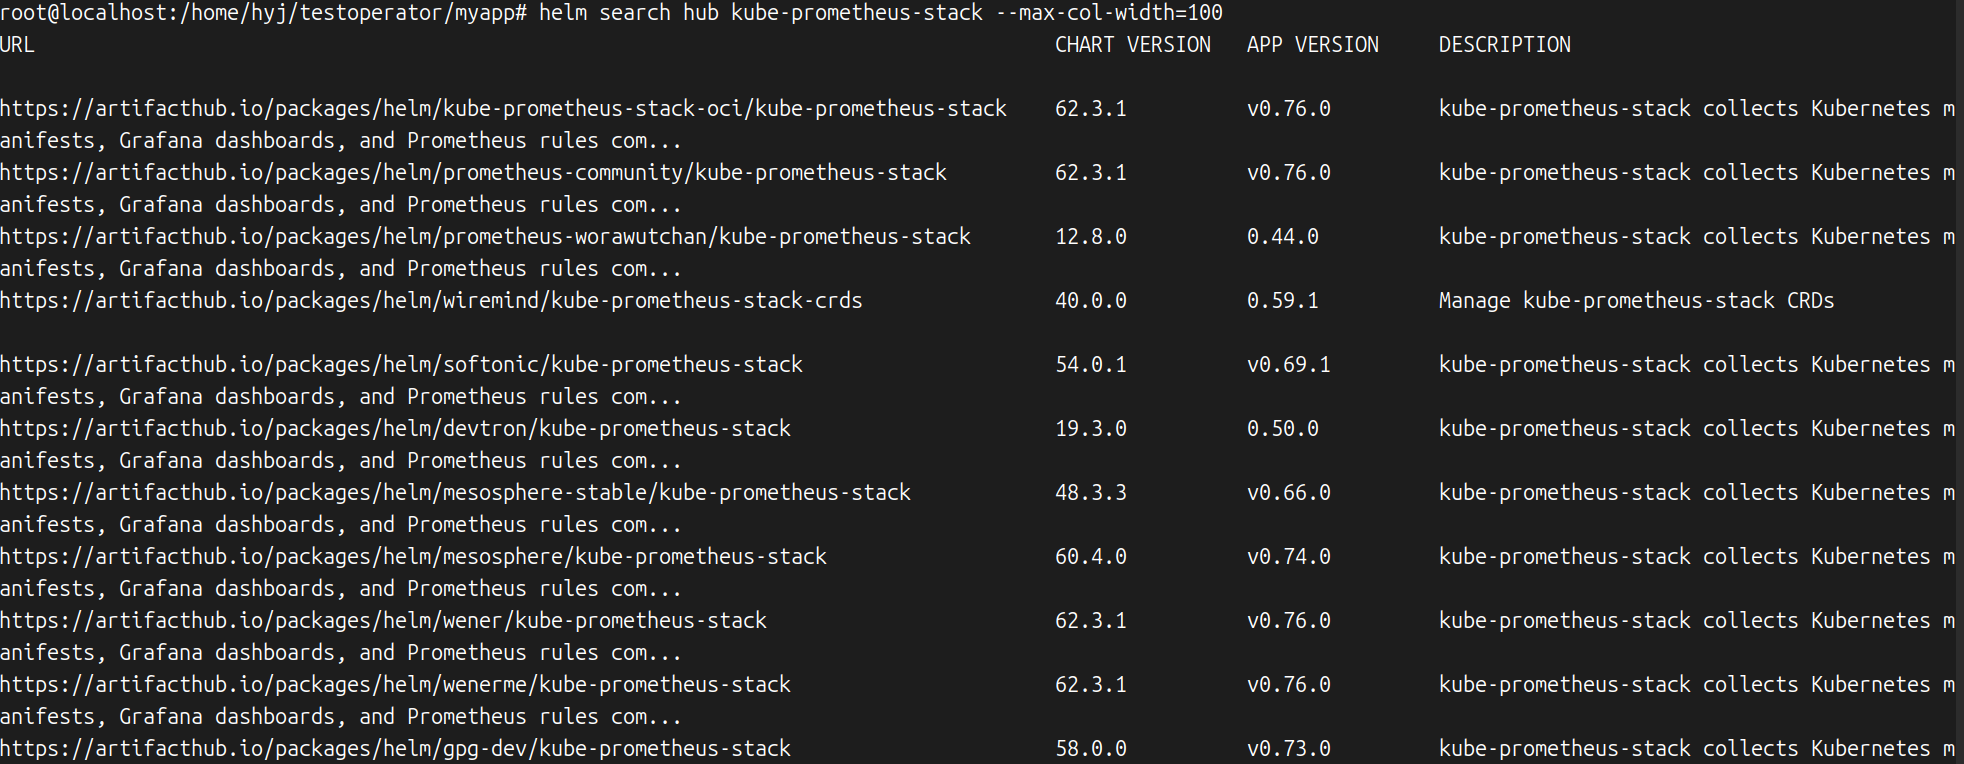 root@localhost:/home/hyj/testoperator/myapp# helm search hub kube-prometheus-stack --max-col-width=100
URL CHART VERSION APP VERSION DESCRIPTION
https://artifacthub.io/packages/helm/kube-prometheus-stack-oci/kube-prometheus-stack 62.3.1 v0.76.0 kube-prometheus-stack collects Kubernetes m
anifests, Grafana dashboards, and Prometheus rules com...
https://artifacthub.io/packages/helm/prometheus-community/kube-prometheus-stack 62.3.1 v0.76.0 kube-prometheus-stack collects Kubernetes m
anifests, Grafana dashboards, and Prometheus rules com...
https://artifacthub.io/packages/helm/prometheus-worawutchan/kube-prometheus-stack 12.8.0 0.44.0 kube-prometheus-stack collects Kubernetes m
anifests, Grafana dashboards, and Prometheus rules com...
https://artifacthub.io/packages/helm/wiremind/kube-prometheus-stack-crds 40.0.0 0.59.1 Manage kube-prometheus-stack CRDs
https://artifacthub.io/packages/helm/softonic/kube-prometheus-stack 54.0.1 v0.69.1 kube-prometheus-stack collects Kubernetes m
anifests, Grafana dashboards, and Prometheus rules com...
https://artifacthub.io/packages/helm/devtron/kube-prometheus-stack 19.3.0 0.50.0 kube-prometheus-stack collects Kubernetes m
anifests, Grafana dashboards, and Prometheus rules com...
https://artifacthub.io/packages/helm/mesosphere-stable/kube-prometheus-stack 48.3.3 v0.66.0 kube-prometheus-stack collects Kubernetes m
anifests, Grafana dashboards, and Prometheus rules com...
https://artifacthub.io/packages/helm/mesosphere/kube-prometheus-stack 60.4.0 v0.74.0 kube-prometheus-stack collects Kubernetes m
anifests, Grafana dashboards, and Prometheus rules com...
https://artifacthub.io/packages/helm/wener/kube-prometheus-stack 62.3.1 v0.76.0 kube-prometheus-stack collects Kubernetes m
anifests, Grafana dashboards, and Prometheus rules com...
https://artifacthub.io/packages/helm/wenerme/kube-prometheus-stack 62.3.1 v0.76.0 kube-prometheus-stack collects Kubernetes m
anifests, Grafana dashboards, and Prometheus rules com...
https://artifacthub.io/packages/helm/gpg-dev/kube-prometheus-stack 58.0.0 v0.73.0 kube-prometheus-stack collects Kubernetes m